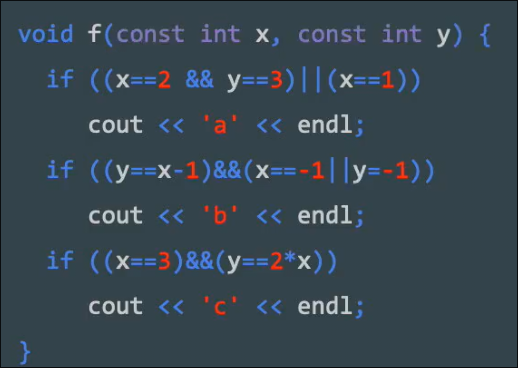 void f(const int x, const int y) {
if ((x==2 && y==3)||(x==1))
cout << 'a' << endl;
if ((y==x-1)&&(x==-1||y=-1))
cout << 'b' << endl;
if ((x==3)&&(y==2*x))
cout << 'c' << endl;
}